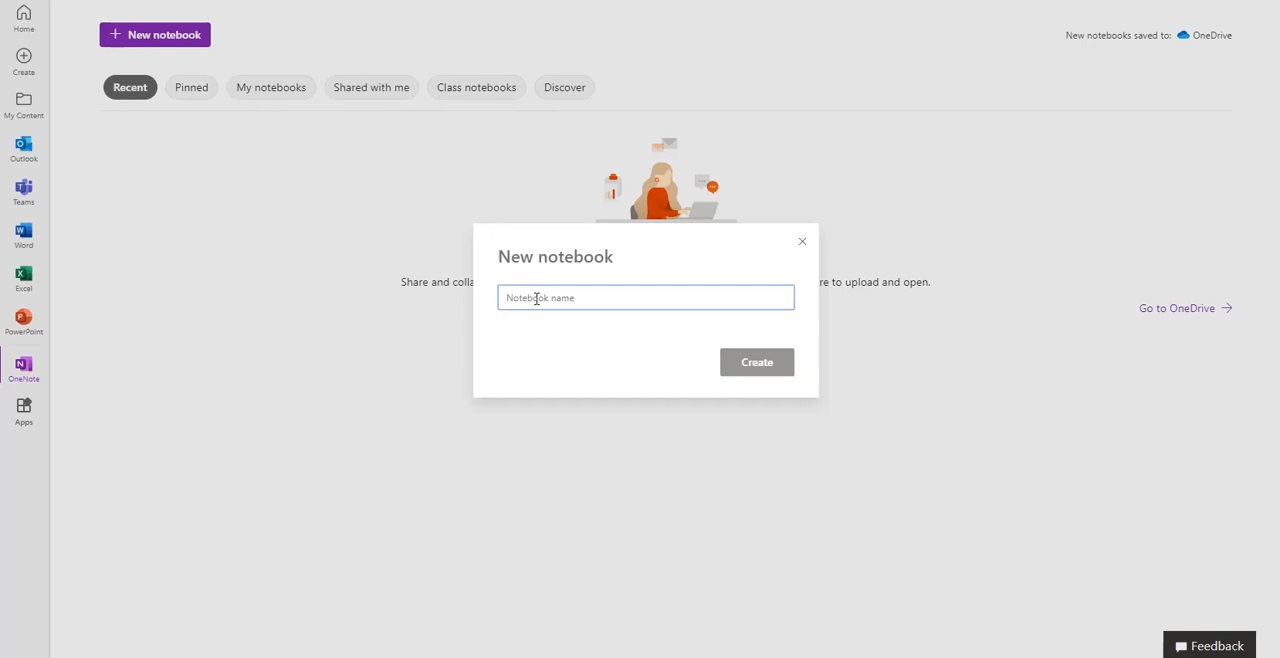 Home
Create
My Content
Outlook
Teams
Word
Excel
PowerPoint
OneNote
Apps
+ New notebook
New notebooks saved to: OneDrive
Recent
Pinned
My notebooks
Shared with me
Class notebooks
Discover
Share and colla
re to upload and open.
Go to OneDrive →
New notebook
Notebook name
Create
Feedback